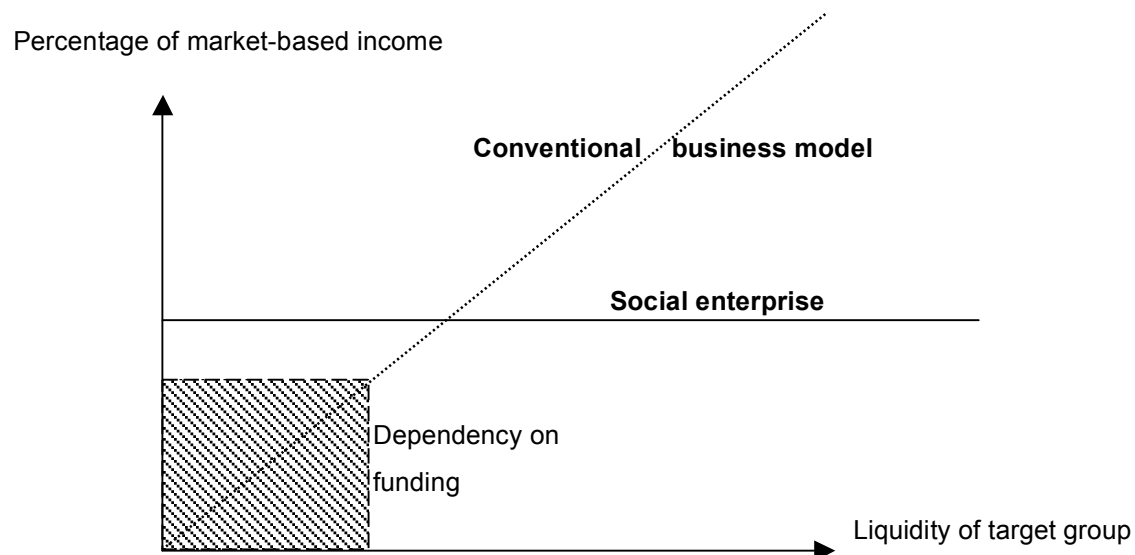 Percentage of market-based income
Conventional business model
Social enterprise
Dependency on
funding
Liquidity of target group